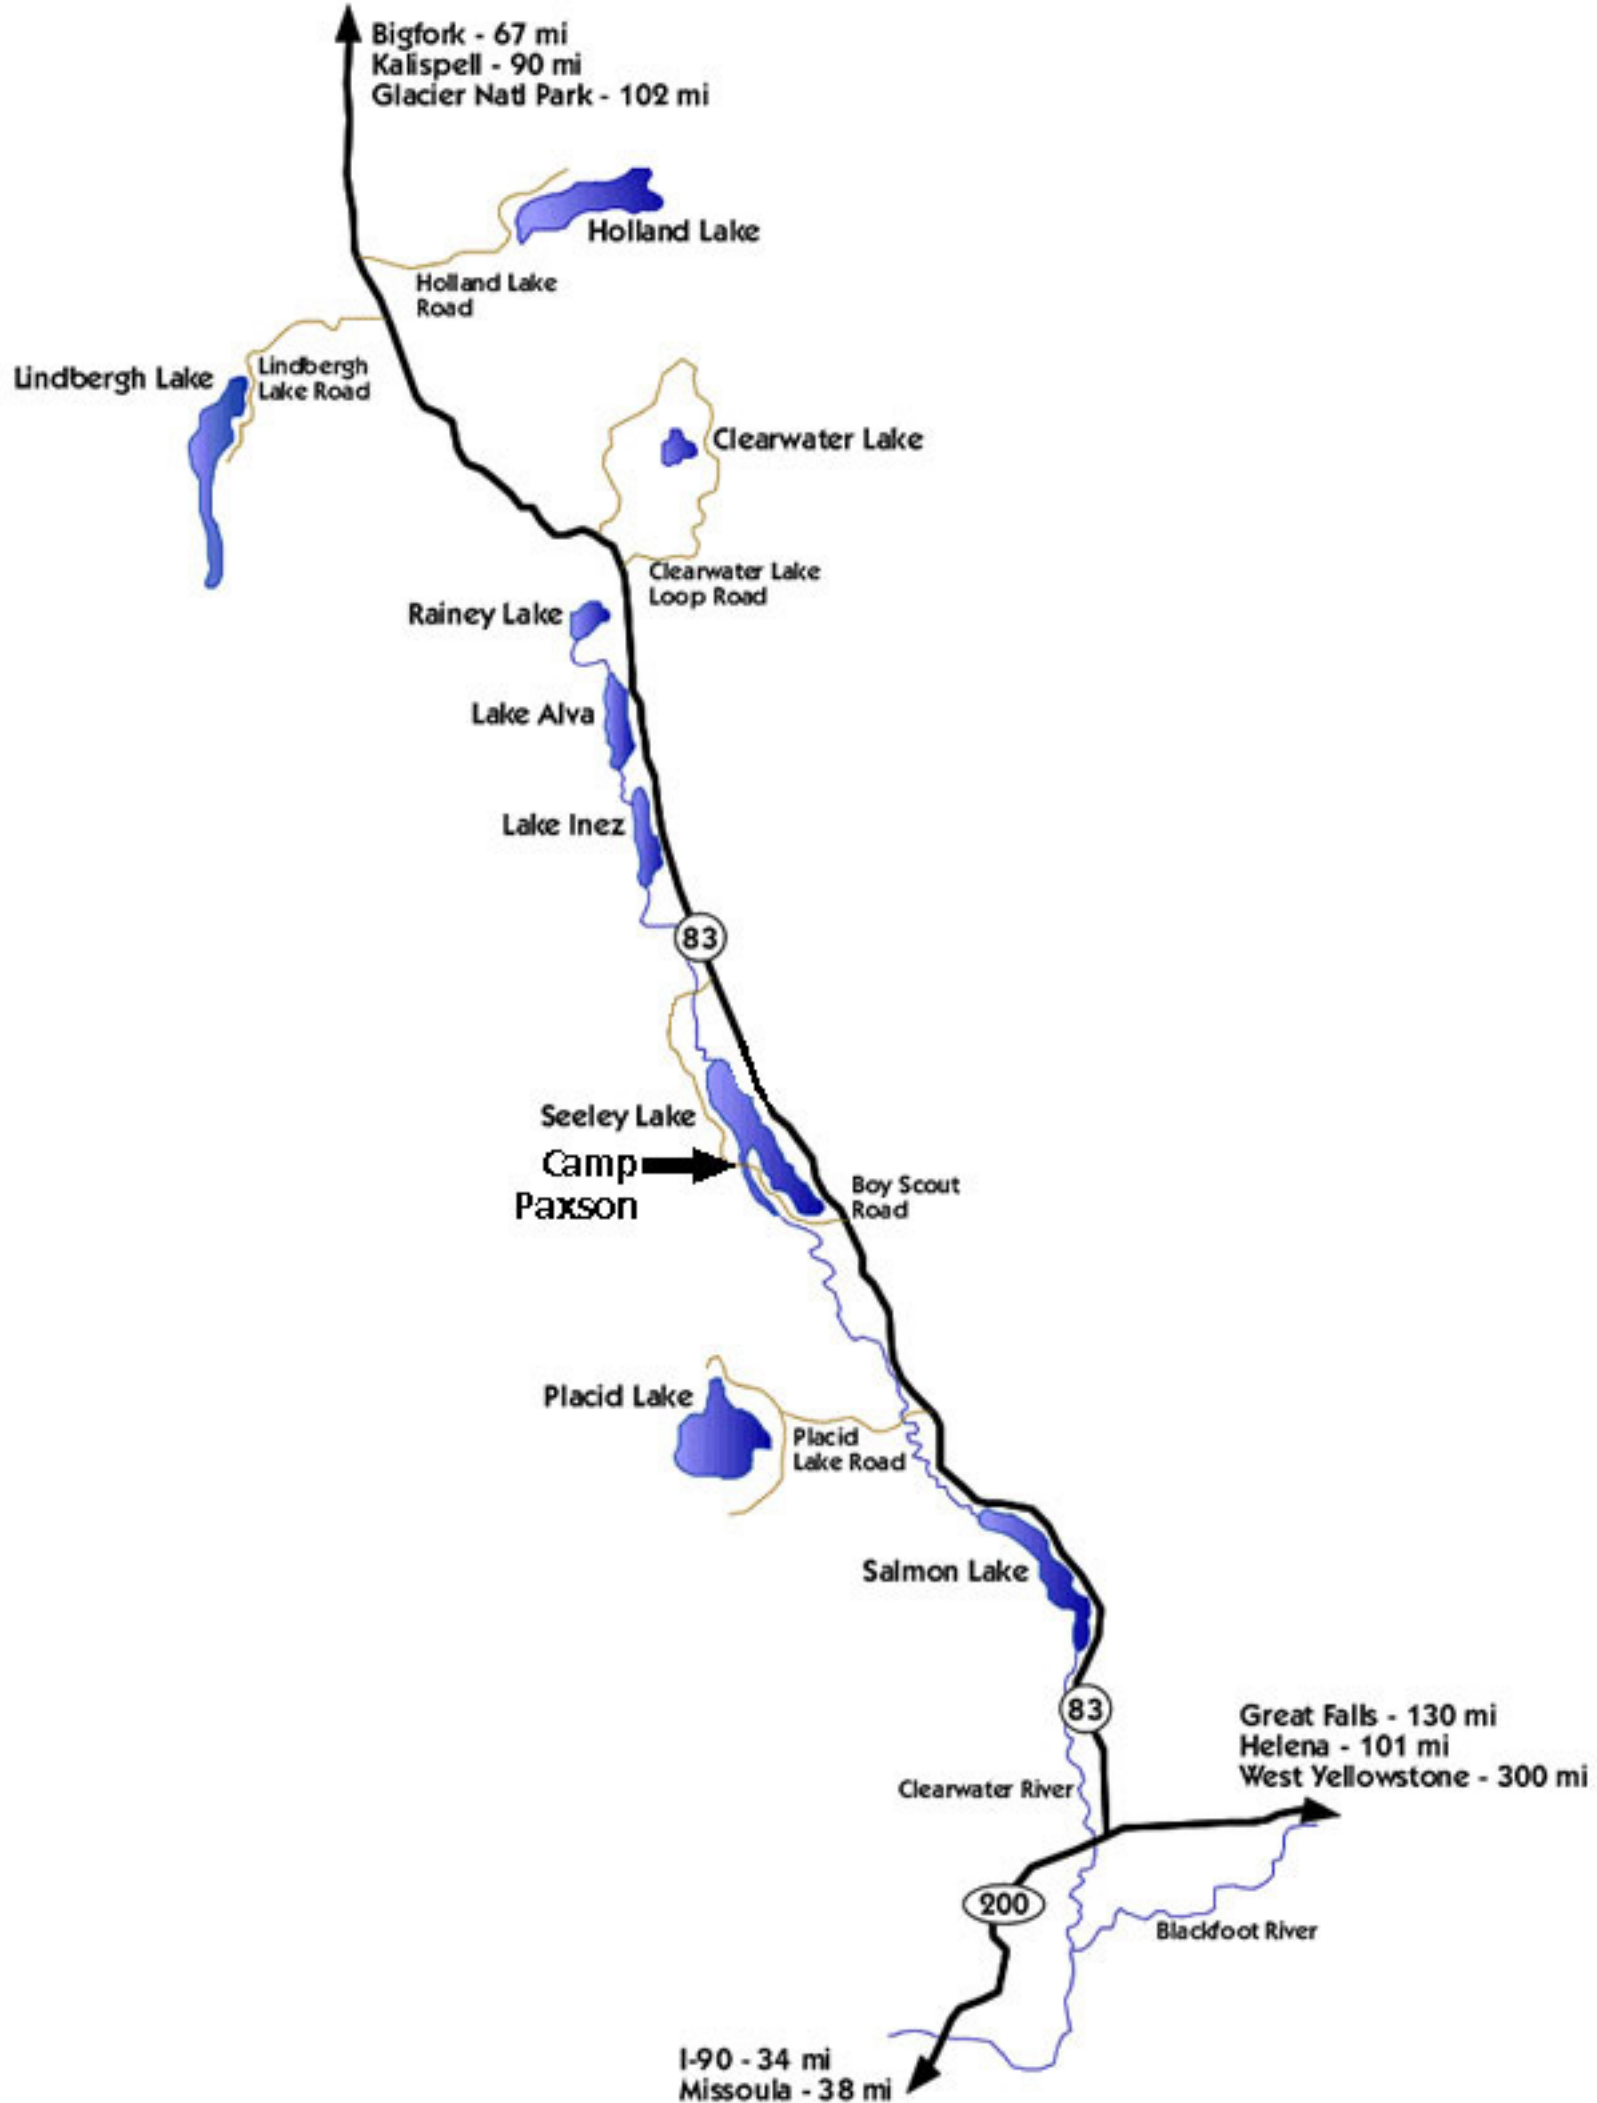 Bigfork - 67 mi
Kalispell - 90 mi
Glacier Natl Park - 102 mi
Holland Lake
Holland Lake
Road
Lindbergh Lake
Lindbergh
Lake Road
Clearwater Lake
Clearwater Lake
Loop Road
Rainey Lake
Lake Alva
Lake Inez
83
Seeley Lake
Camp
Paxson
Boy Scout
Road
Placid Lake
Placid
Lake Road
Salmon Lake
83
Great Falls - 130 mi
Helena - 101 mi
West Yellowstone - 300 mi
Clearwater River
200
Blackfoot River
I-90 - 34 mi
Missoula - 38 mi